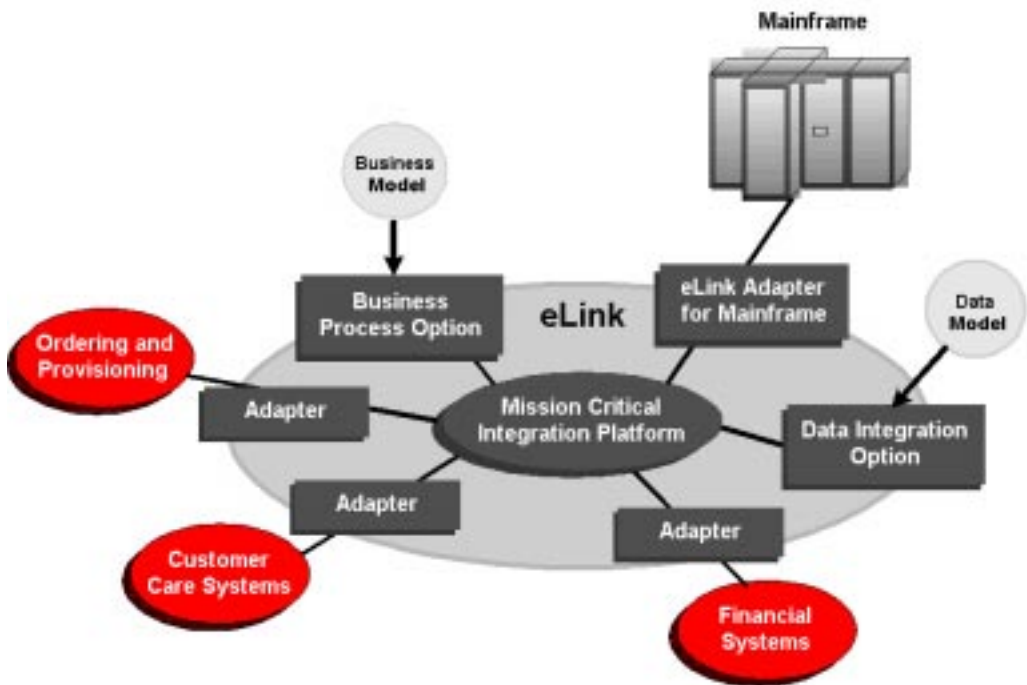 Mainframe
Business
Model
Business
Process Option
eLink
eLink Adapter
for Mainframe
Data
Model
Ordering and
Provisioning
Adapter
Mission Critical
Integration Platform
Data Integration
Option
Adapter
Adapter
Customer
Care Systems
Financial
Systems